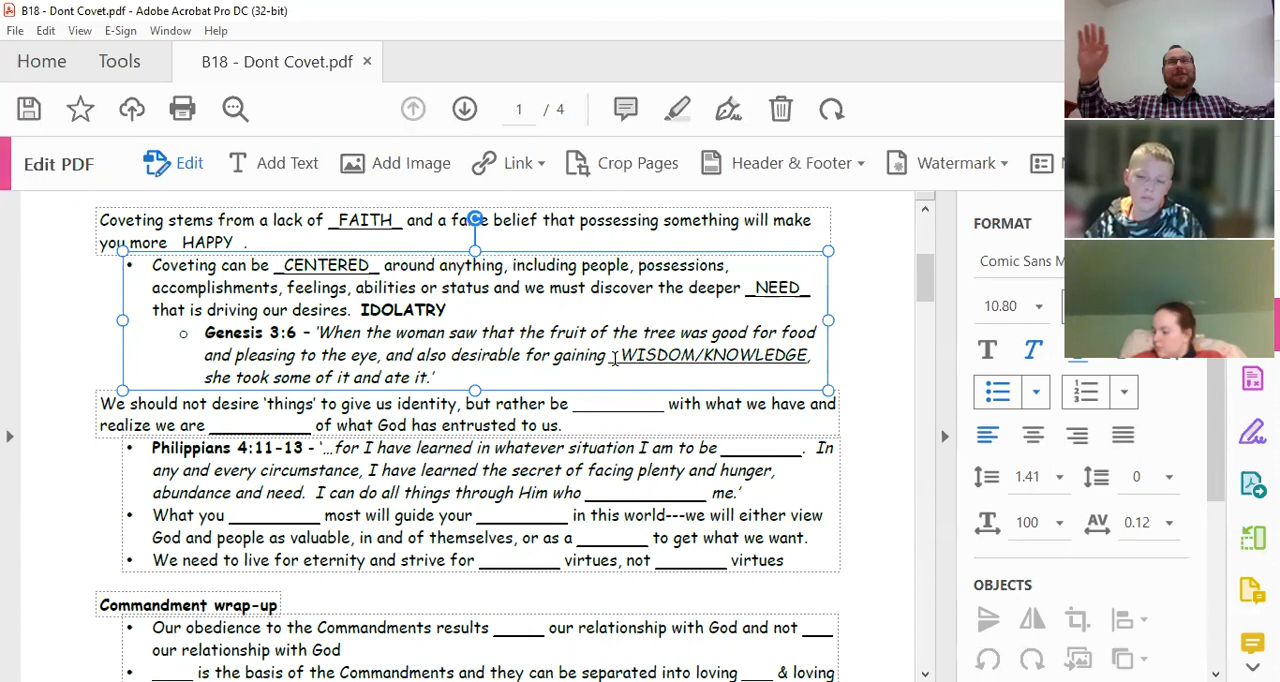 B18 - Dont Covet.pdf - Adobe Acrobat Pro DC (32-bit)
File Edit View E-Sign Window Help
Home Tools B18 - Dont Covet.pdf ×
1 / 4
Edit PDF Edit Add Text Add Image Link Crop Pages Header & Footer Watermark
Coveting stems from a lack of _FAITH_ and a belief that possessing something will make
you more HAPPY .
• Coveting can be _CENTERED_ around anything, including people, possessions,
accomplishments, feelings, abilities or status and we must discover the deeper _NEED_
that is driving our desires. IDOLATRY
o Genesis 3:6 – ‘When the woman saw that the fruit of the tree was good for food
and pleasing to the eye, and also desirable for gaining _WISDOM/KNOWLEDGE,
she took some of it and ate it.’
We should not desire ‘things’ to give us identity, but rather be __________ with what we have and
realize we are ___________ of what God has entrusted to us.
• Philippians 4:11-13 - ‘…for I have learned in whatever situation I am to be _________. In
any and every circumstance, I have learned the secret of facing plenty and hunger,
abundance and need. I can do all things through Him who _____________ me.’
• What you __________ most will guide your __________ in this world---we will either view
God and people as valuable, in and of themselves, or as a ________ to get what we want.
• We need to live for eternity and strive for _________ virtues, not ________ virtues
Commandment wrap-up
• Our obedience to the Commandments results _____ our relationship with God and not ___
our relationship with God
• ____ is the basis of the Commandments and they can be separated into loving ___ & loving
FORMAT
Comic Sans M
10.80
T T
1.41 0
T 100 AV 0.12
OBJECTS